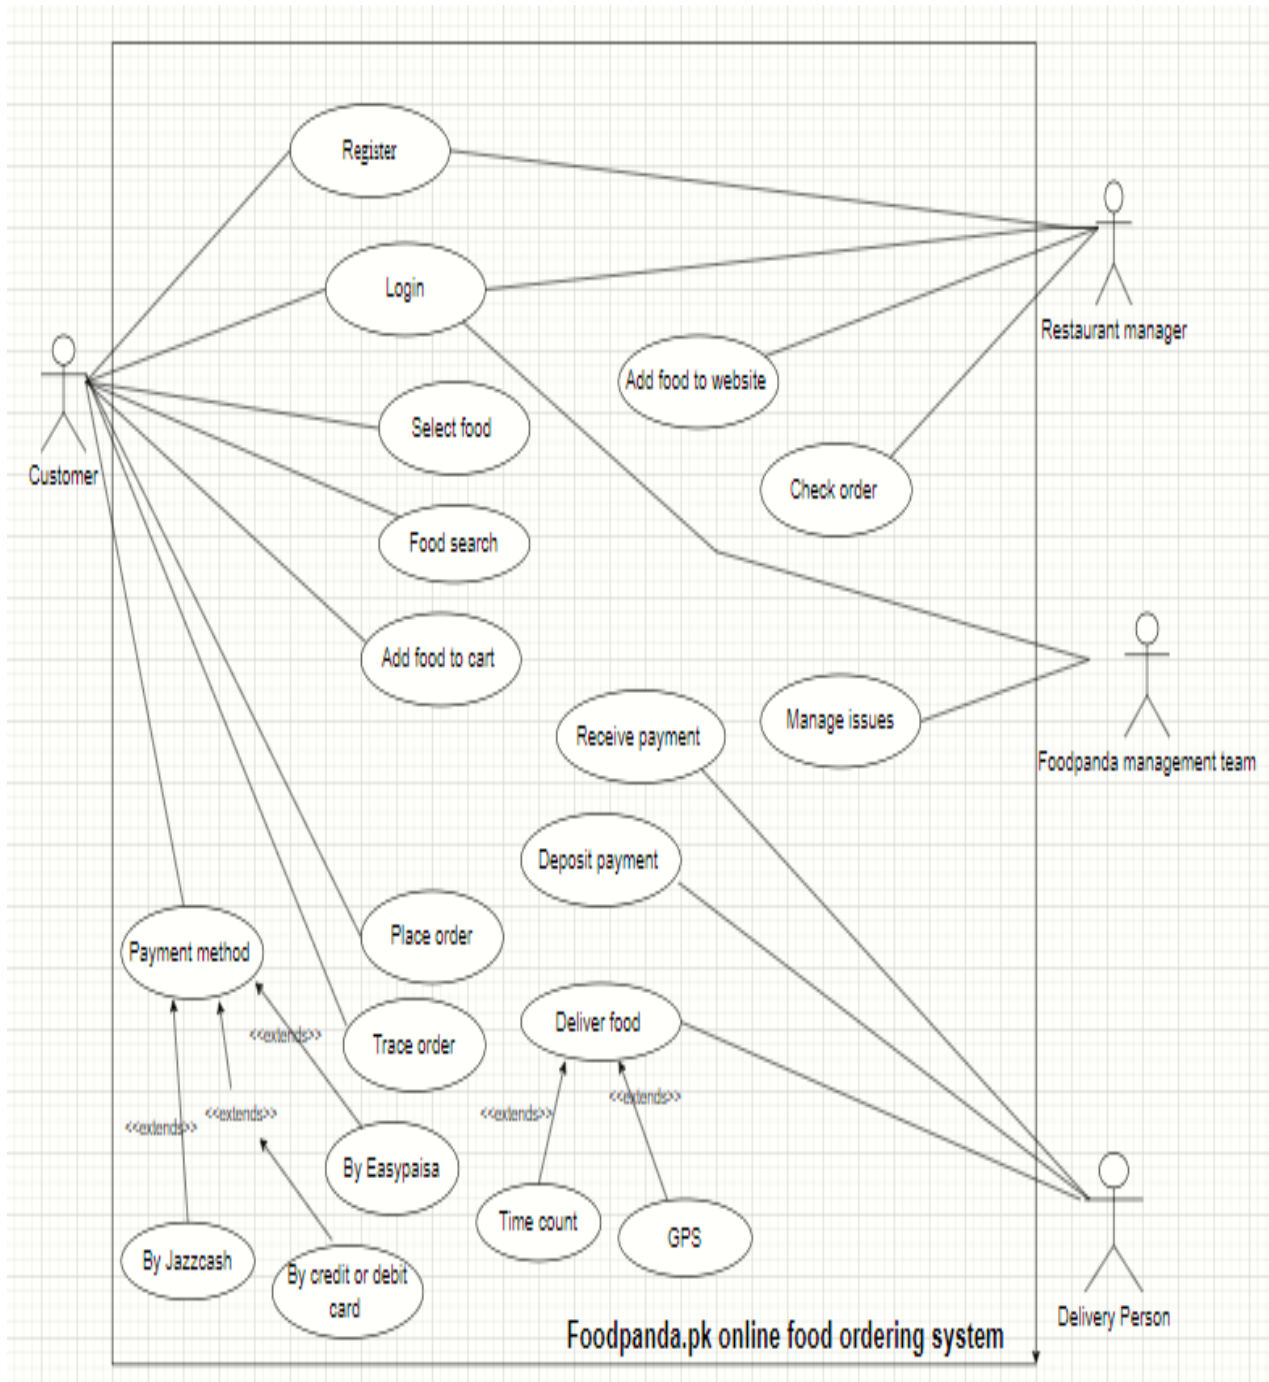 Register
Login
Restaurant manager
Add food to website
Select food
Customer
Check order
Food search
Add food to cart
Manage issues
Receive payment
Foodpanda management team
Deposit payment
Place order
Payment method
Deliver food
<<extends>>
Trace order
<<extends>>
<<extends>>
<<extends>>
<<extends>>
By Easypaisa
Time count
GPS
By Jazzcash
By credit or debit
card
Delivery Person
Foodpanda.pk online food ordering system